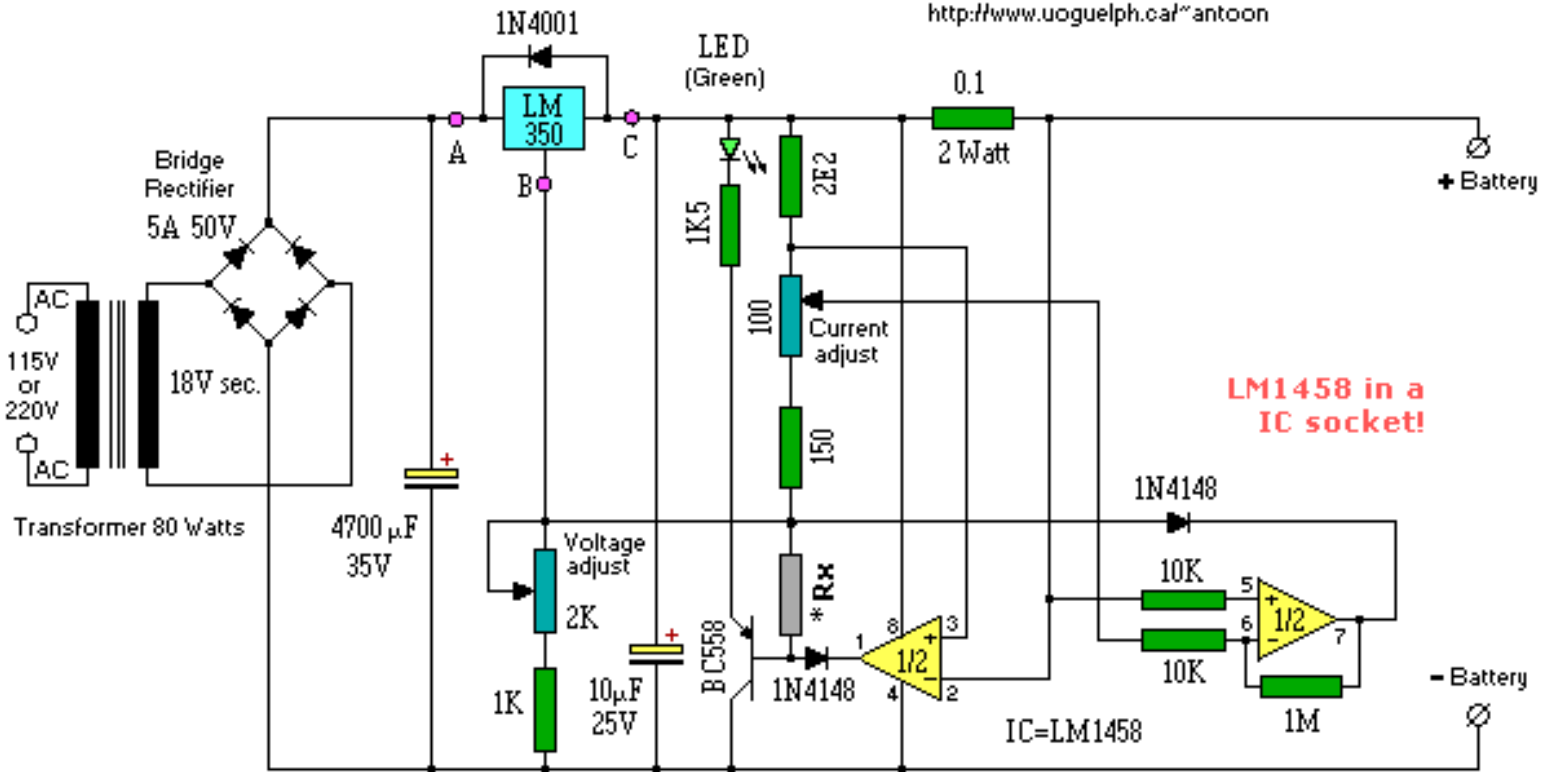 http://www.uoguelph.ca/~antoon
1N4001
LED
(Green)
0.1
2 Watt
LM
350
A
B
C
2E2
1K5
+ Battery
Bridge
Rectifier
5A 50V
AC
115V
or
220V
AC
18V sec.
Transformer 80 Watts
100
Current
adjust
150
LM1458 in a
IC socket!
+
4700 µF
35V
Voltage
adjust
2K
1K
+
10µF
25V
BC558
*Rx
1N4148
1
8
4
1/2
+
-
3
2
1N4148
10K
10K
5
6
+
-
1/2
7
1M
IC=LM1458
- Battery